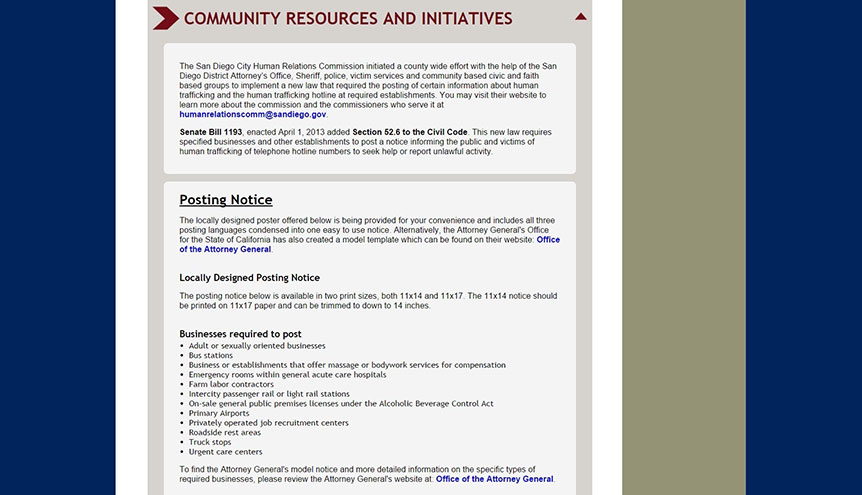 COMMUNITY RESOURCES AND INITIATIVES
The San Diego City Human Relations Commission initiated a county wide effort with the help of the San
Diego District Attorney's Office, Sheriff, police, victim services and community based civic and faith
based groups to implement a new law that required the posting of certain information about human
trafficking and the human trafficking hotline at required establishments. You may visit their website to
learn more about the commission and the commissioners who serve it at
humanrelationscomm@sandiego.gov.
Senate Bill 1193, enacted April 1, 2013 added Section 52.6 to the Civil Code. This new law requires
specified businesses and other establishments to post a notice informing the public and victims of
human trafficking of telephone hotline numbers to seek help or report unlawful activity.
Posting Notice
The locally designed poster offered below is being provided for your convenience and includes all three
posting languages condensed into one easy to use notice. Alternatively, the Attorney General's Office
for the State of California has also created a model template which can be found on their website: Office
of the Attorney General.
Locally Designed Posting Notice
The posting notice below is available in two print sizes, both 11x14 and 11x17. The 11x14 notice should
be printed on 11x17 paper and can be trimmed to down to 14 inches.
Businesses required to post
• Adult or sexually oriented businesses
• Bus stations
• Business or establishments that offer massage or bodywork services for compensation
• Emergency rooms within general acute care hospitals
• Farm labor contractors
• Intercity passenger rail or light rail stations
• On-sale general public premises licenses under the Alcoholic Beverage Control Act
• Primary Airports
• Privately operated job recruitment centers
• Roadside rest areas
• Truck stops
• Urgent care centers
To find the Attorney General's model notice and more detailed information on the specific types of
required businesses, please review the Attorney General's website at: Office of the Attorney General.